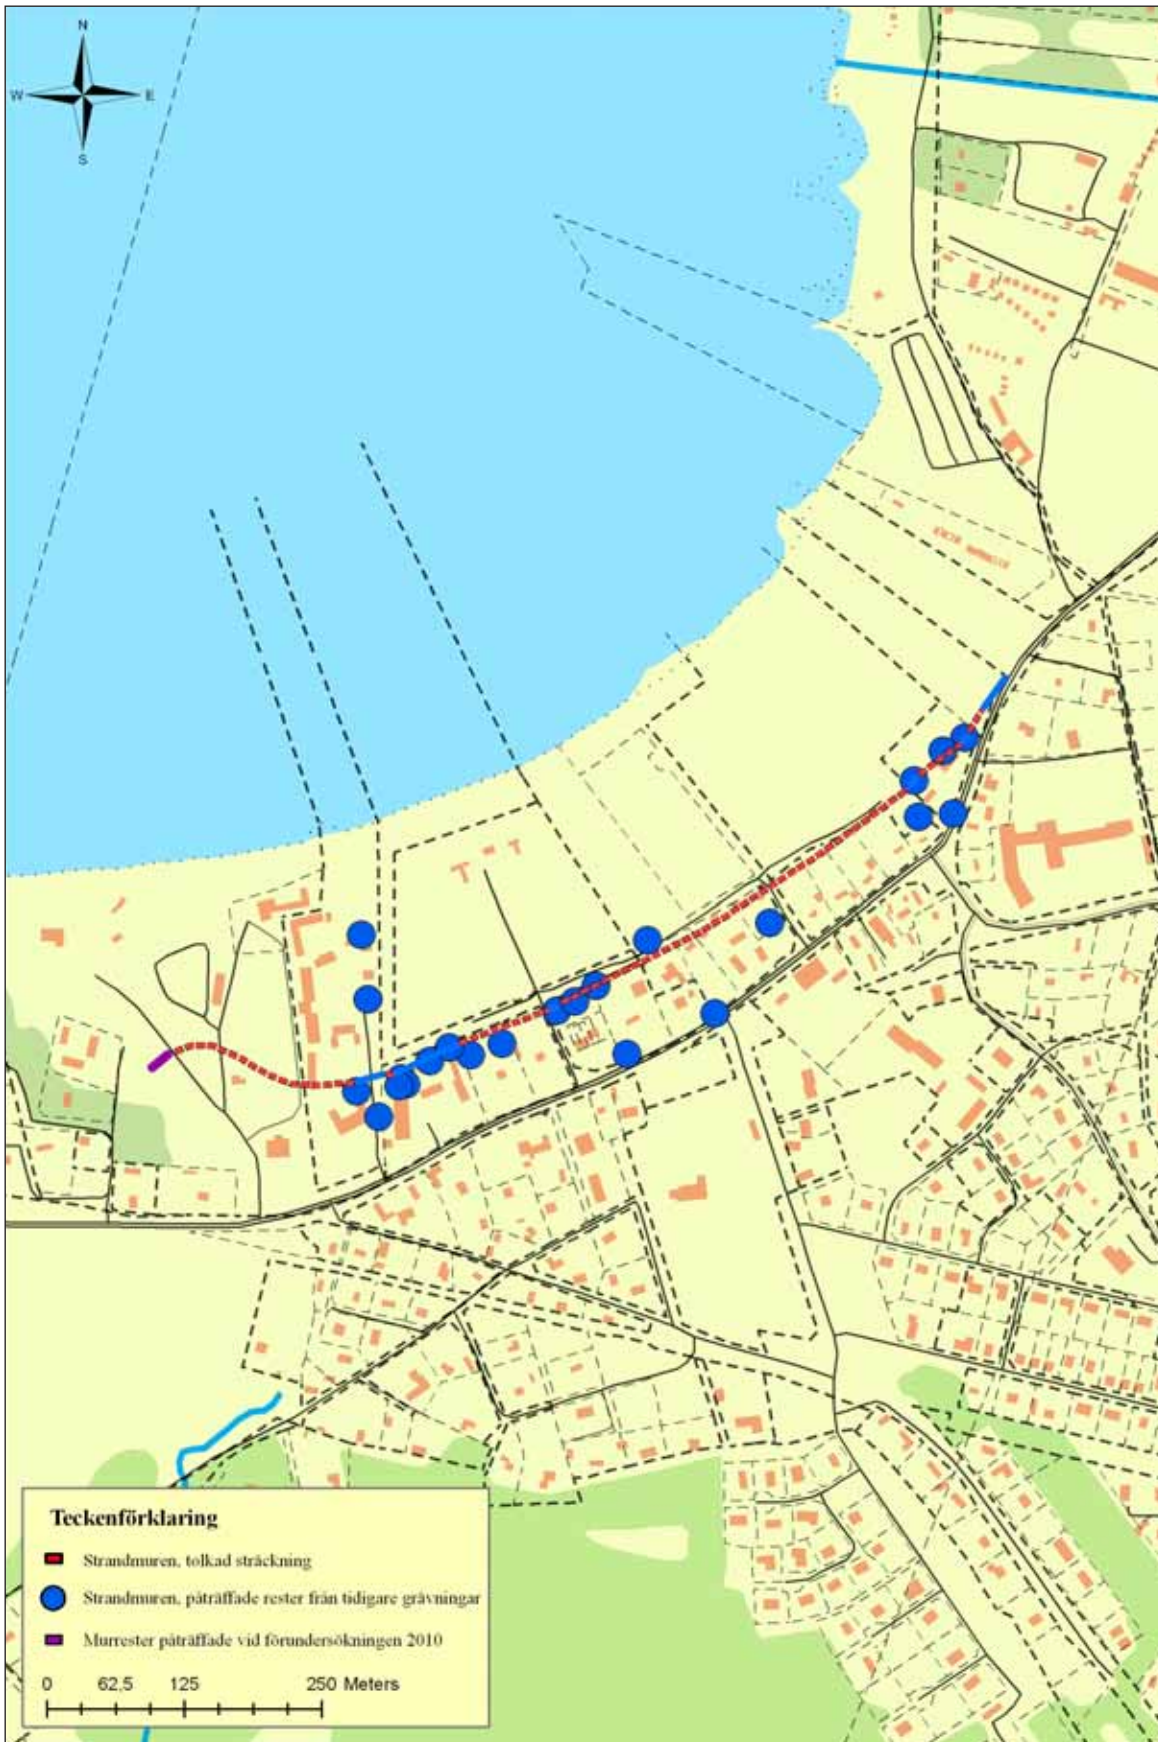 N
W E
S
Teckenförklaring
Strandmuren, tolkad sträckning
Strandmuren, påträffade rester från tidigare grävningar
Murrester påträffade vid förundersökningen 2010
0 62,5 125 250 Meters